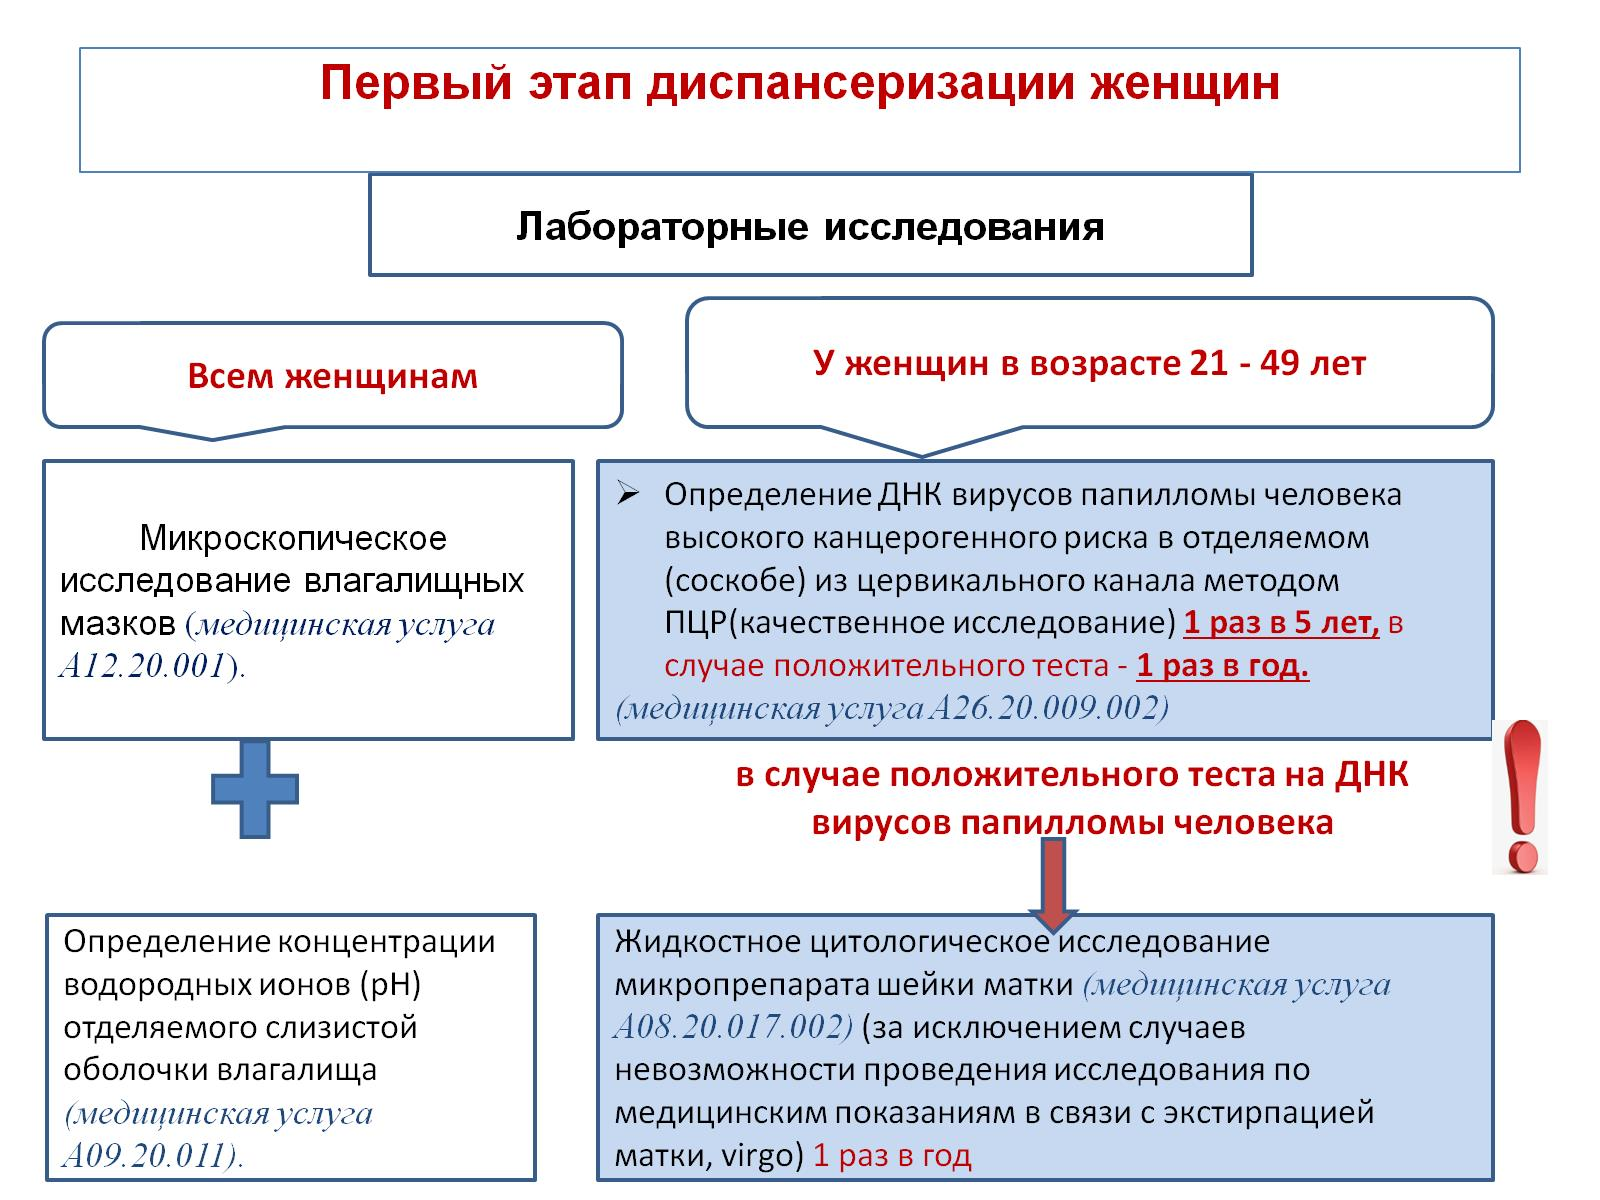 Первый этап диспансеризации женщин
Лабораторные исследования
Всем женщинам
Микроскопическое
исследование влагалищных
мазков (медицинская услуга
А12.20.001).
Определение концентрации
водородных ионов (рН)
отделяемого слизистой
оболочки влагалища
(медицинская услуга
А09.20.011).
У женщин в возрасте 21 - 49 лет
➢ Определение ДНК вирусов папилломы человека
высокого канцерогенного риска в отделяемом
(соскобе) из цервикального канала методом
ПЦР(качественное исследование) 1 раз в 5 лет, в
случае положительного теста - 1 раз в год.
(медицинская услуга А26.20.009.002)
в случае положительного теста на ДНК
вирусов папилломы человека
Жидкостное цитологическое исследование
микропрепарата шейки матки (медицинская услуга
А08.20.017.002) (за исключением случаев
невозможности проведения исследования по
медицинским показаниям в связи с экстирпацией
матки, virgo) 1 раз в год